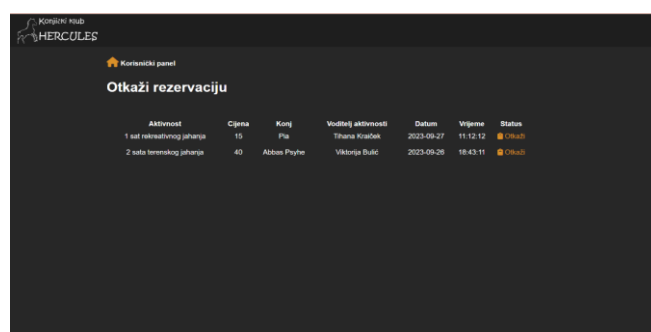 Konjički klub
HERCULES
Korisnički panel
Otkaži rezervaciju
Aktivnost Cijena Konj Voditelj aktivnosti Datum Vrijeme Status
1 sat rekreativnog jahanja 15 Pia Tihana Kraiček 2023-09-27 11:12:12 Otkaži
2 sata terenskog jahanja 40 Abbas Psyhe Viktorija Bulić 2023-09-26 18:43:11 Otkaži